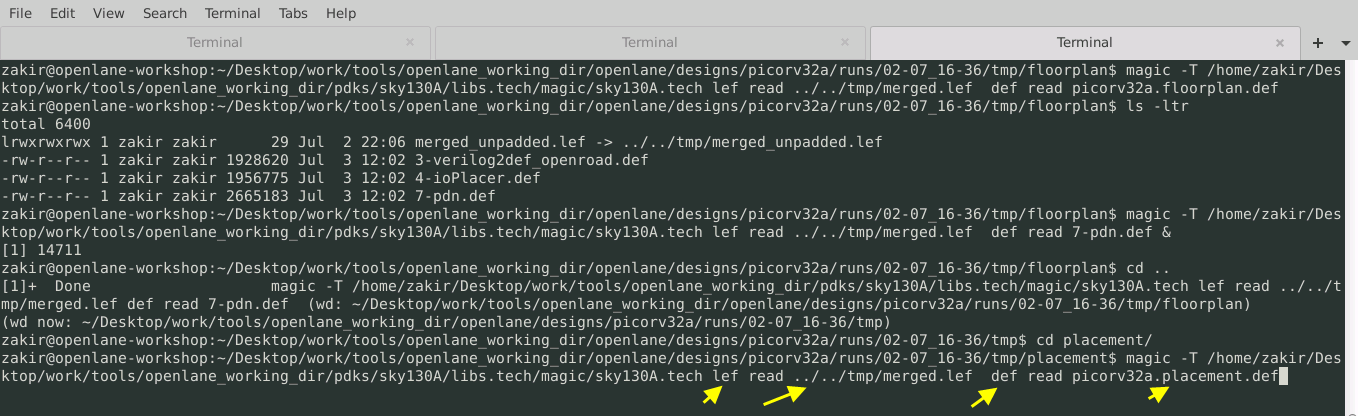 File Edit View Search Terminal Tabs Help
Terminal × Terminal × Terminal × +
zakir@openlane-workshop:~/Desktop/work/tools/openlane_working_dir/openlane/designs/picorv32a/runs/02-07_16-36/tmp/floorplan$ magic -T /home/zakir/Des
ktop/work/tools/openlane_working_dir/pdks/sky130A/libs.tech/magic/sky130A.tech lef read ../../tmp/merged.lef  def read picorv32a.floorplan.def
zakir@openlane-workshop:~/Desktop/work/tools/openlane_working_dir/openlane/designs/picorv32a/runs/02-07_16-36/tmp/floorplan$ ls -ltr
total 6400
lrwxrwxrwx 1 zakir zakir      29 Jul  2 22:06 merged_unpadded.lef -> ../../tmp/merged_unpadded.lef
-rw-r--r-- 1 zakir zakir 1928620 Jul  3 12:02 3-verilog2def_openroad.def
-rw-r--r-- 1 zakir zakir 1956775 Jul  3 12:02 4-ioPlacer.def
-rw-r--r-- 1 zakir zakir 2665183 Jul  3 12:02 7-pdn.def
zakir@openlane-workshop:~/Desktop/work/tools/openlane_working_dir/openlane/designs/picorv32a/runs/02-07_16-36/tmp/floorplan$ magic -T /home/zakir/Des
ktop/work/tools/openlane_working_dir/pdks/sky130A/libs.tech/magic/sky130A.tech lef read ../../tmp/merged.lef  def read 7-pdn.def &
[1] 14711
zakir@openlane-workshop:~/Desktop/work/tools/openlane_working_dir/openlane/designs/picorv32a/runs/02-07_16-36/tmp/floorplan$ cd ..
[1]+  Done                    magic -T /home/zakir/Desktop/work/tools/openlane_working_dir/pdks/sky130A/libs.tech/magic/sky130A.tech lef read ../../t
mp/merged.lef def read 7-pdn.def  (wd: ~/Desktop/work/tools/openlane_working_dir/openlane/designs/picorv32a/runs/02-07_16-36/tmp/floorplan)
(wd now: ~/Desktop/work/tools/openlane_working_dir/openlane/designs/picorv32a/runs/02-07_16-36/tmp)
zakir@openlane-workshop:~/Desktop/work/tools/openlane_working_dir/openlane/designs/picorv32a/runs/02-07_16-36/tmp$ cd placement/
zakir@openlane-workshop:~/Desktop/work/tools/openlane_working_dir/openlane/designs/picorv32a/runs/02-07_16-36/tmp/placement$ magic -T /home/zakir/Des
ktop/work/tools/openlane_working_dir/pdks/sky130A/libs.tech/magic/sky130A.tech lef read ../../tmp/merged.lef  def read picorv32a.placement.def